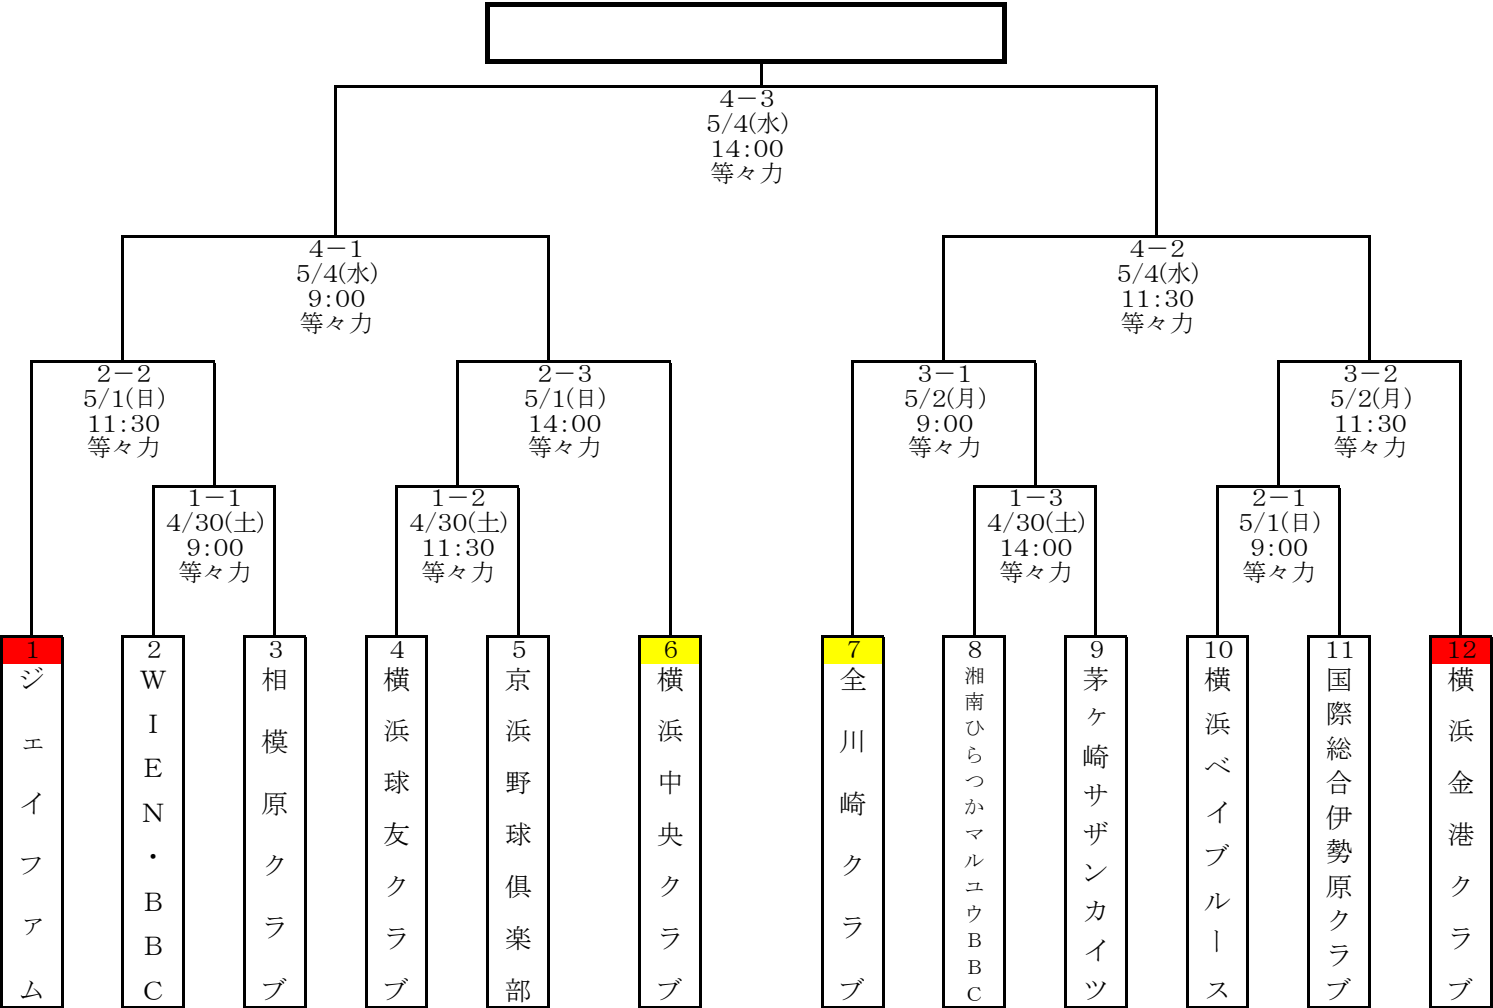 4－3
5/4(水)
14:00
等々力
4－1
5/4(水)
9:00
等々力
4－2
5/4(水)
11:30
等々力
2－2
5/1(日)
11:30
等々力
2－3
5/1(日)
14:00
等々力
3－1
5/2(月)
9:00
等々力
3－2
5/2(月)
11:30
等々力
1－1
4/30(土)
9:00
等々力
1－2
4/30(土)
11:30
等々力
1－3
4/30(土)
14:00
等々力
2－1
5/1(日)
9:00
等々力
1
ジェイファム
2
ＷＩＥＮ・ＢＢＣ
3
相模原クラブ
4
横浜球友クラブ
5
京浜野球倶楽部
6
横浜中央クラブ
7
全川崎クラブ
8
湘南ひらつかマルユウＢＢＣ
9
茅ヶ崎サザンカイツ
10
横浜ベイブルース
11
国際総合伊勢原クラブ
12
横浜金港クラブ